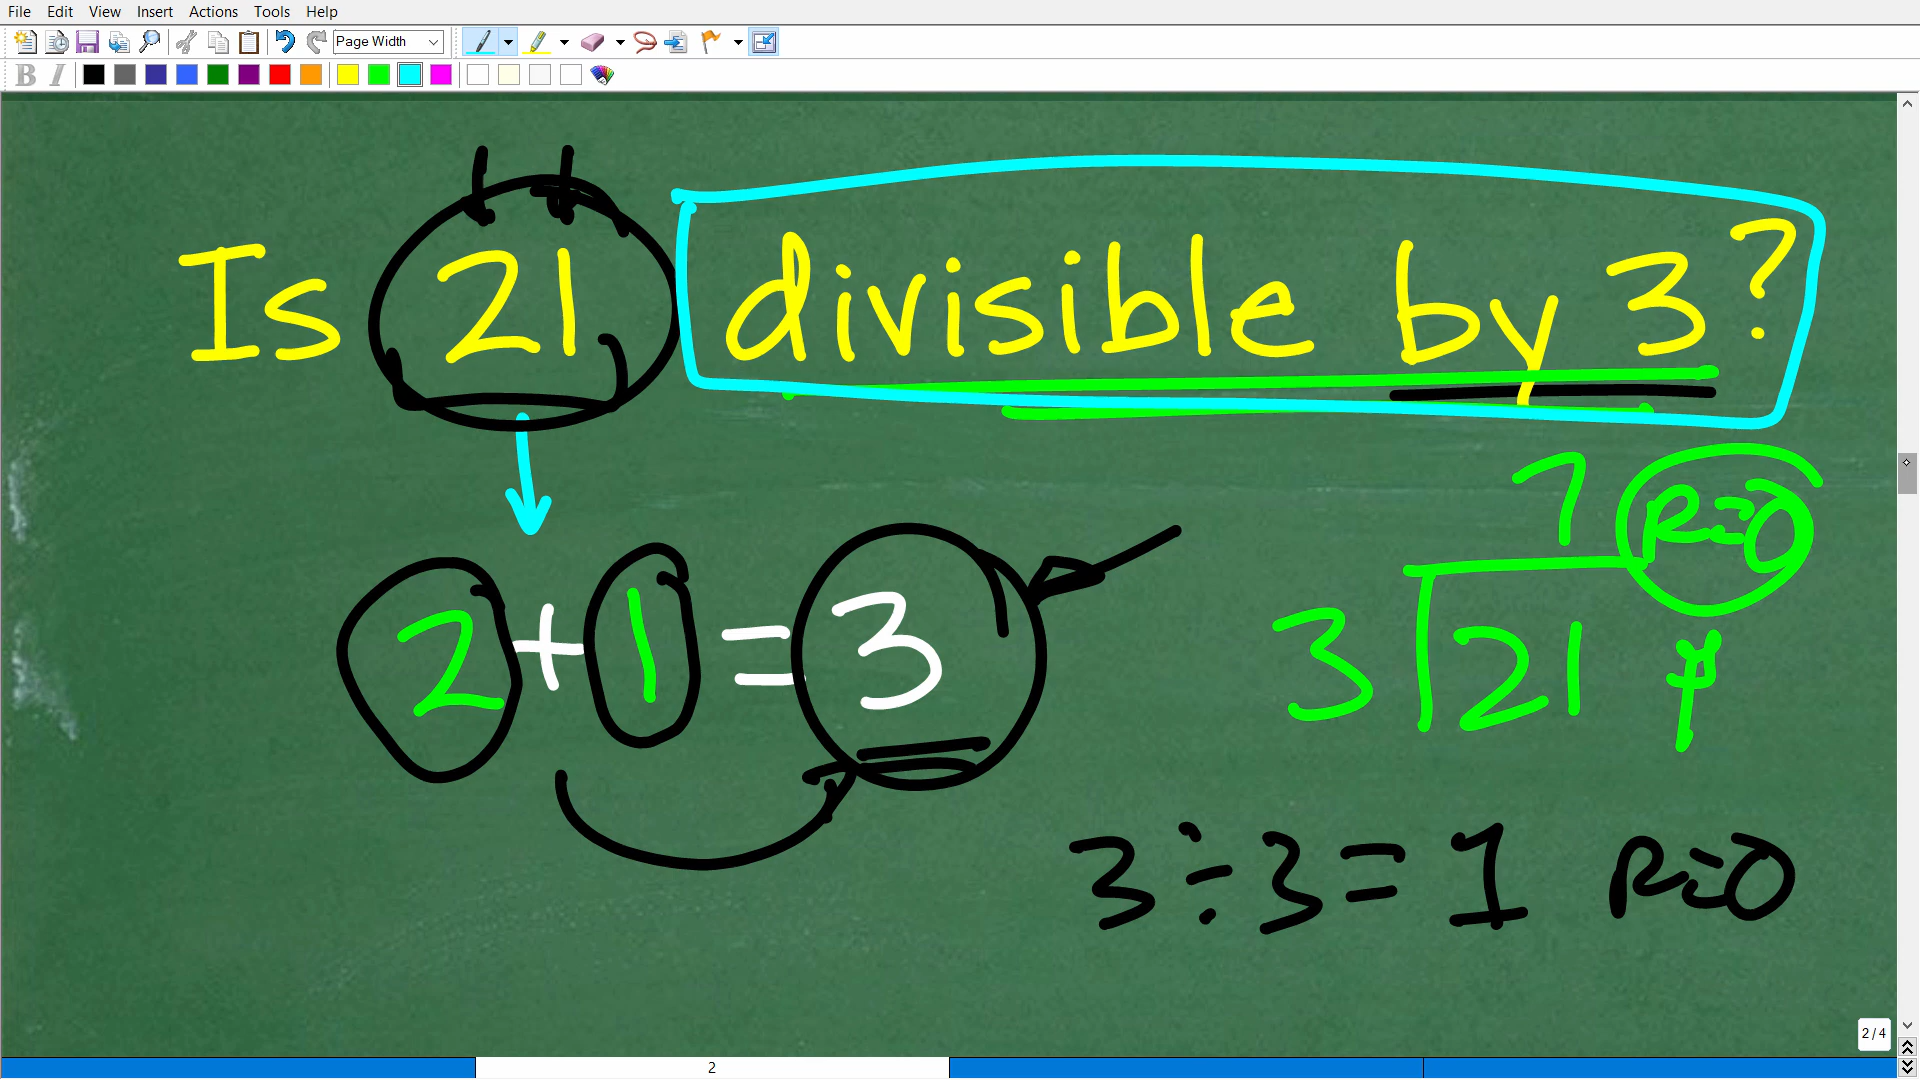 File Edit View Insert Actions Tools Help
Page Width
B I
Is 21 divisible by 3?
7 R=0
3 21
2+1=3
3÷3=1 R=0
2 / 4
2